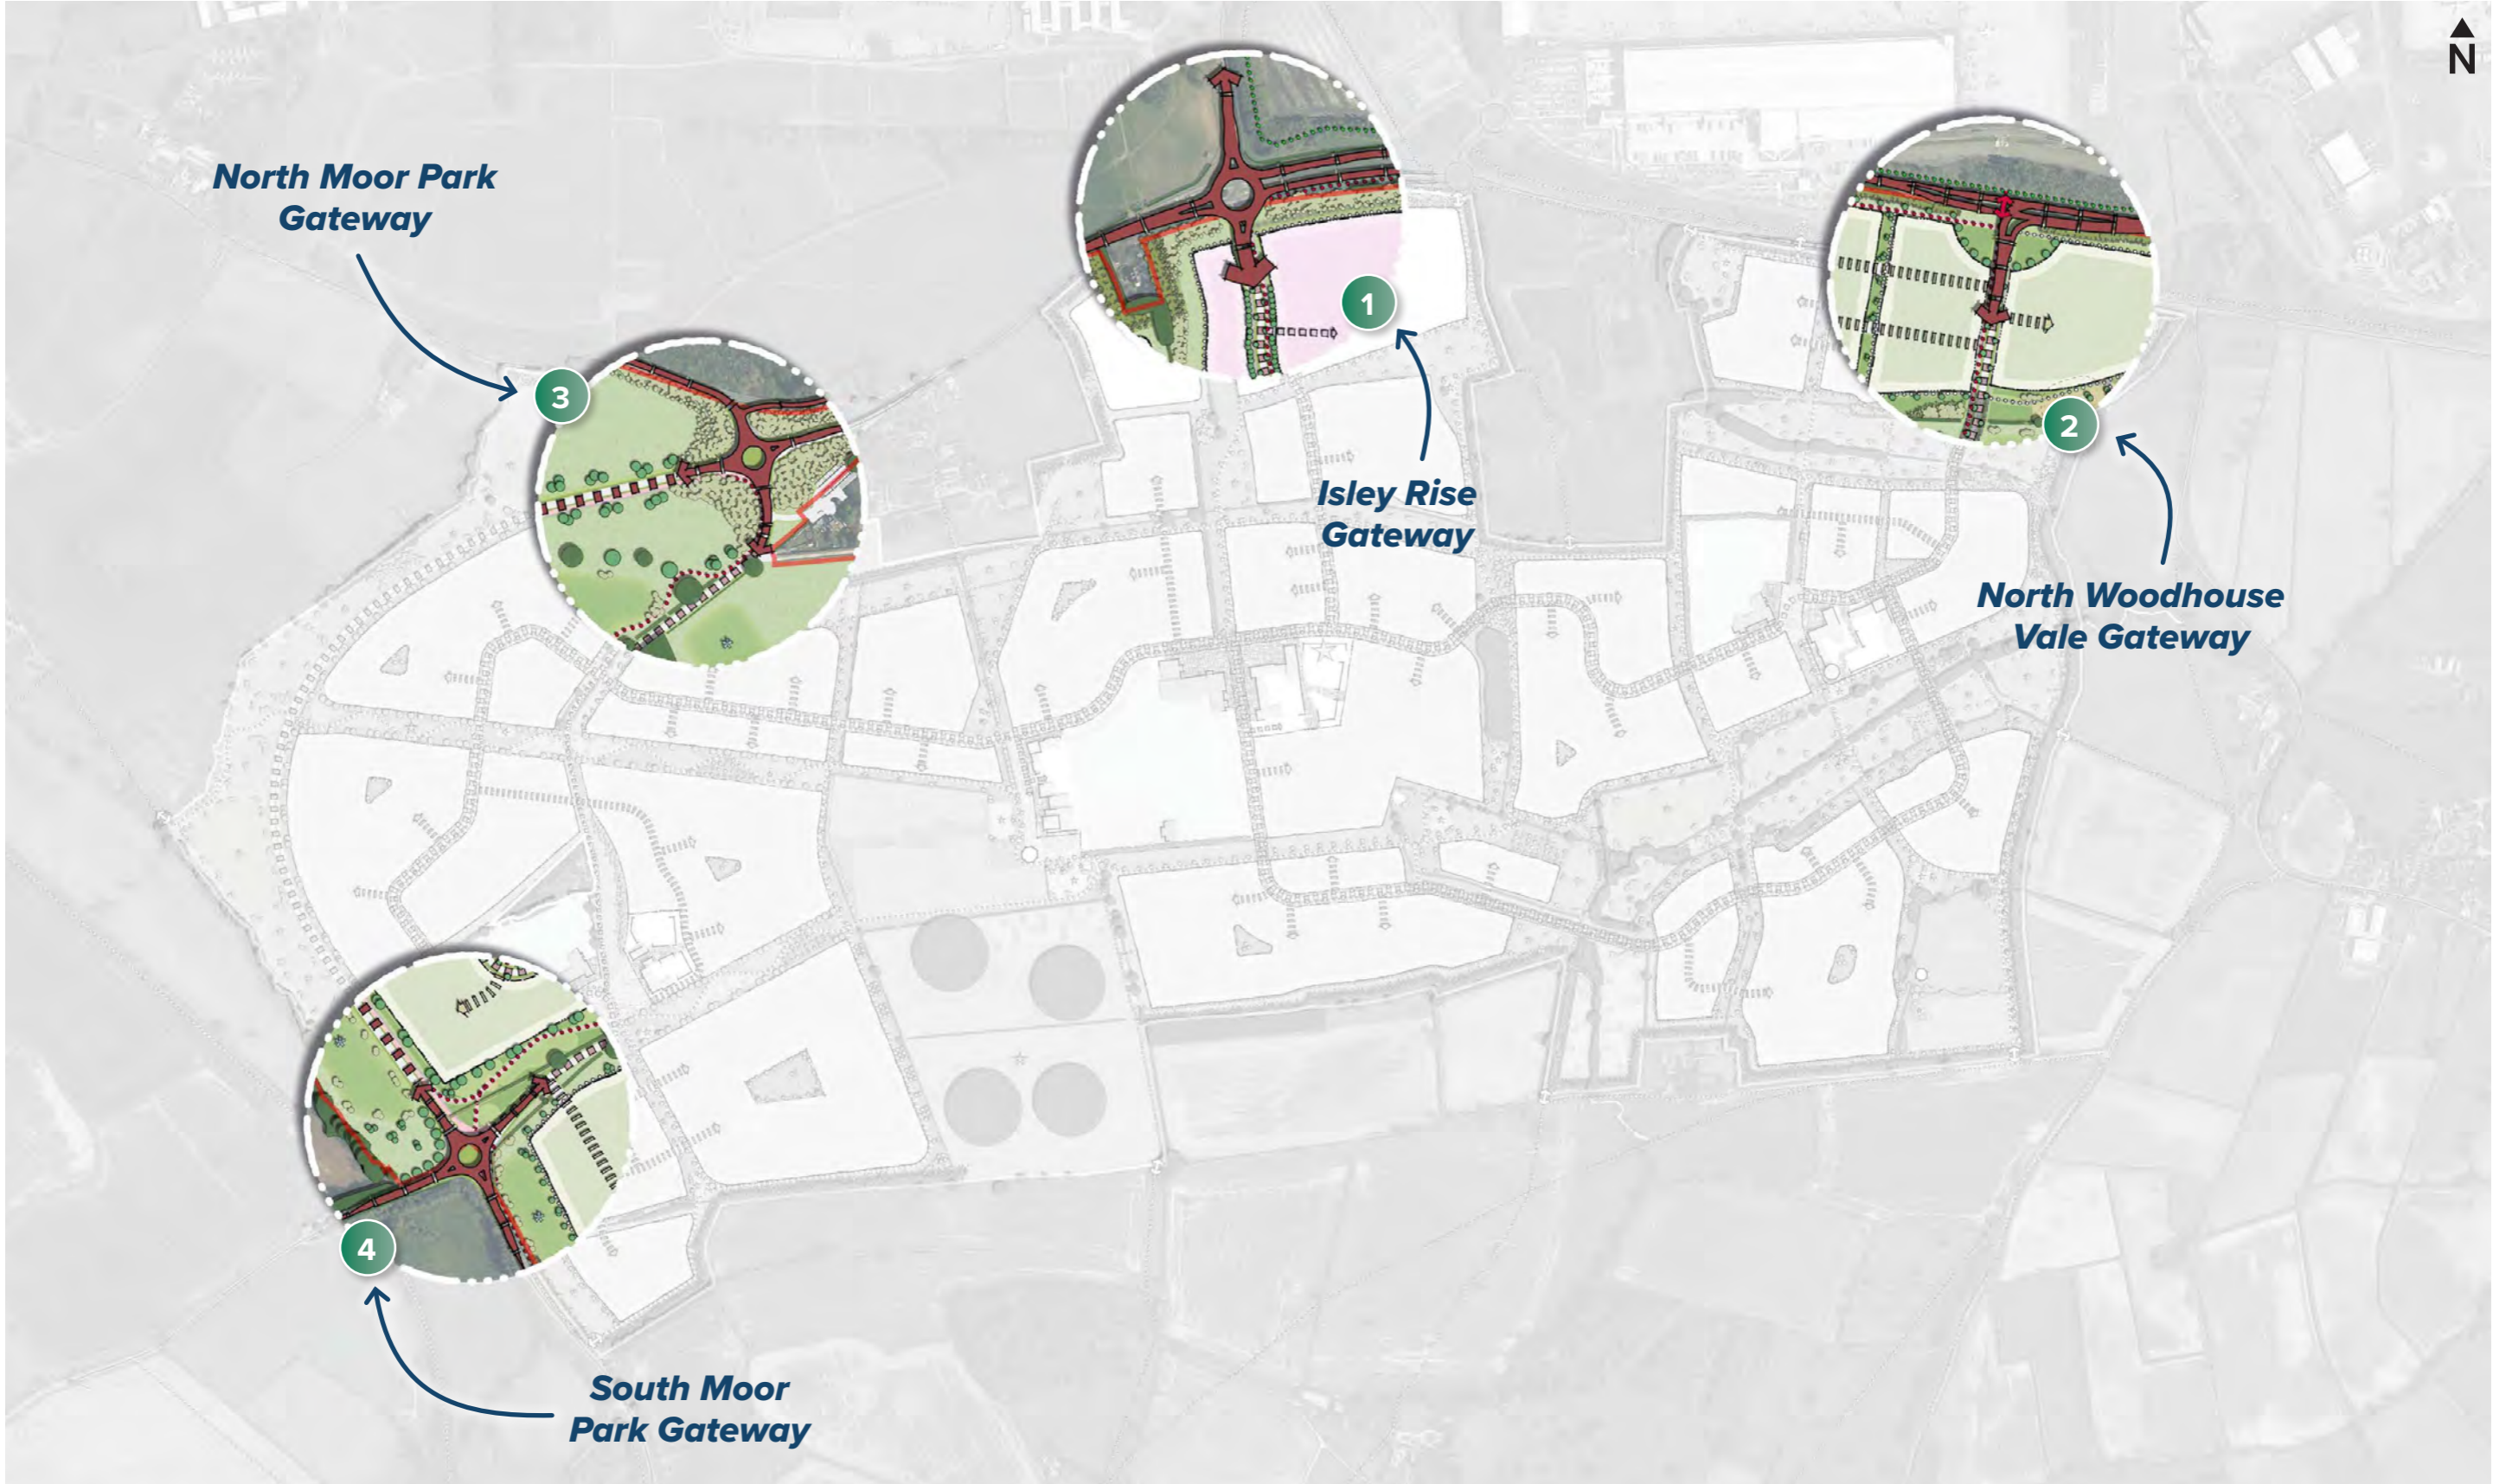 N
North Moor Park
Gateway
1
3
2
Isley Rise
Gateway
North Woodhouse
Vale Gateway
4
South Moor
Park Gateway